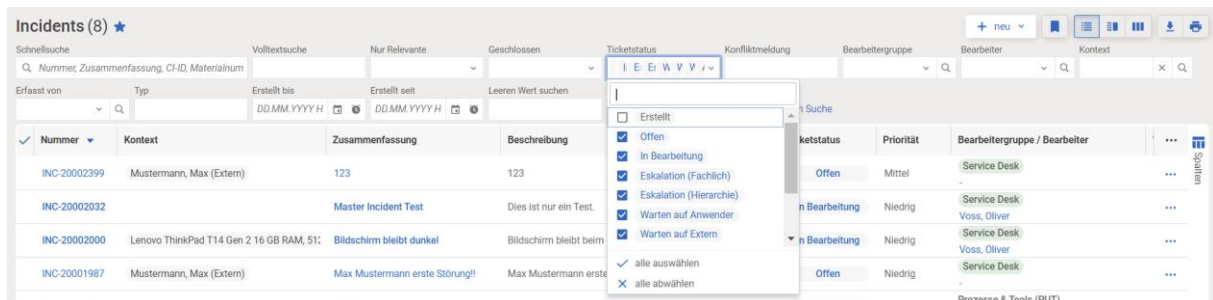 Incidents (8)
+ neu
Schnellsuche Volltextsuche Nur Relevante Geschlossen Ticketstatus Konfliktmeldung Bearbeitergruppe Bearbeiter Kontext
Nummer, Zusammenfassung, CI-ID, Materialnum
Erfasst von Typ Erstellt bis Erstellt seit Leeren Wert suchen
DD.MM.YYYY H DD.MM.YYYY H
Suche
Erstellt
Offen
In Bearbeitung
Eskalation (Fachlich)
Eskalation (Hierarchie)
Warten auf Anwender
Warten auf Extern
alle auswählen
alle abwählen
Nummer Kontext Zusammenfassung Beschreibung ketstatus Priorität Bearbeitergruppe / Bearbeiter
Spalten
INC-20002399 Mustermann, Max (Extern) 123 123 Offen Mittel Service Desk
-
INC-20002032 Master Incident Test Dies ist nur ein Test. n Bearbeitung Niedrig Service Desk
Voss, Oliver
INC-20002000 Lenovo ThinkPad T14 Gen 2 16 GB RAM, 51 Bildschirm bleibt dunkel Bildschirm bleibt beim n Bearbeitung Niedrig Service Desk
Voss, Oliver
INC-20001987 Mustermann, Max (Extern) Max Mustermann erste Störung!! Max Mustermann erste Offen Niedrig Service Desk
-
Prozesse & Tools (PUT)